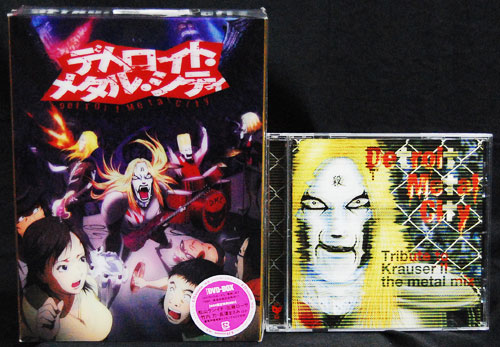 デトロイト・
メタル・シティ
Detroit Metal City
DVD-BOX
殺
Detroit
Metal
City
Tribute to
Krauser II
the metal mix